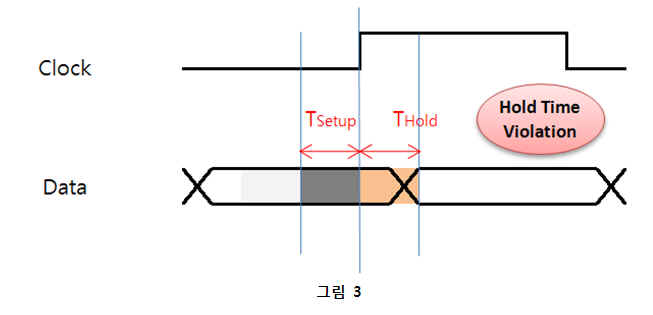 Clock
Hold Time
Violation
TSetup
THold
Data
그림 3